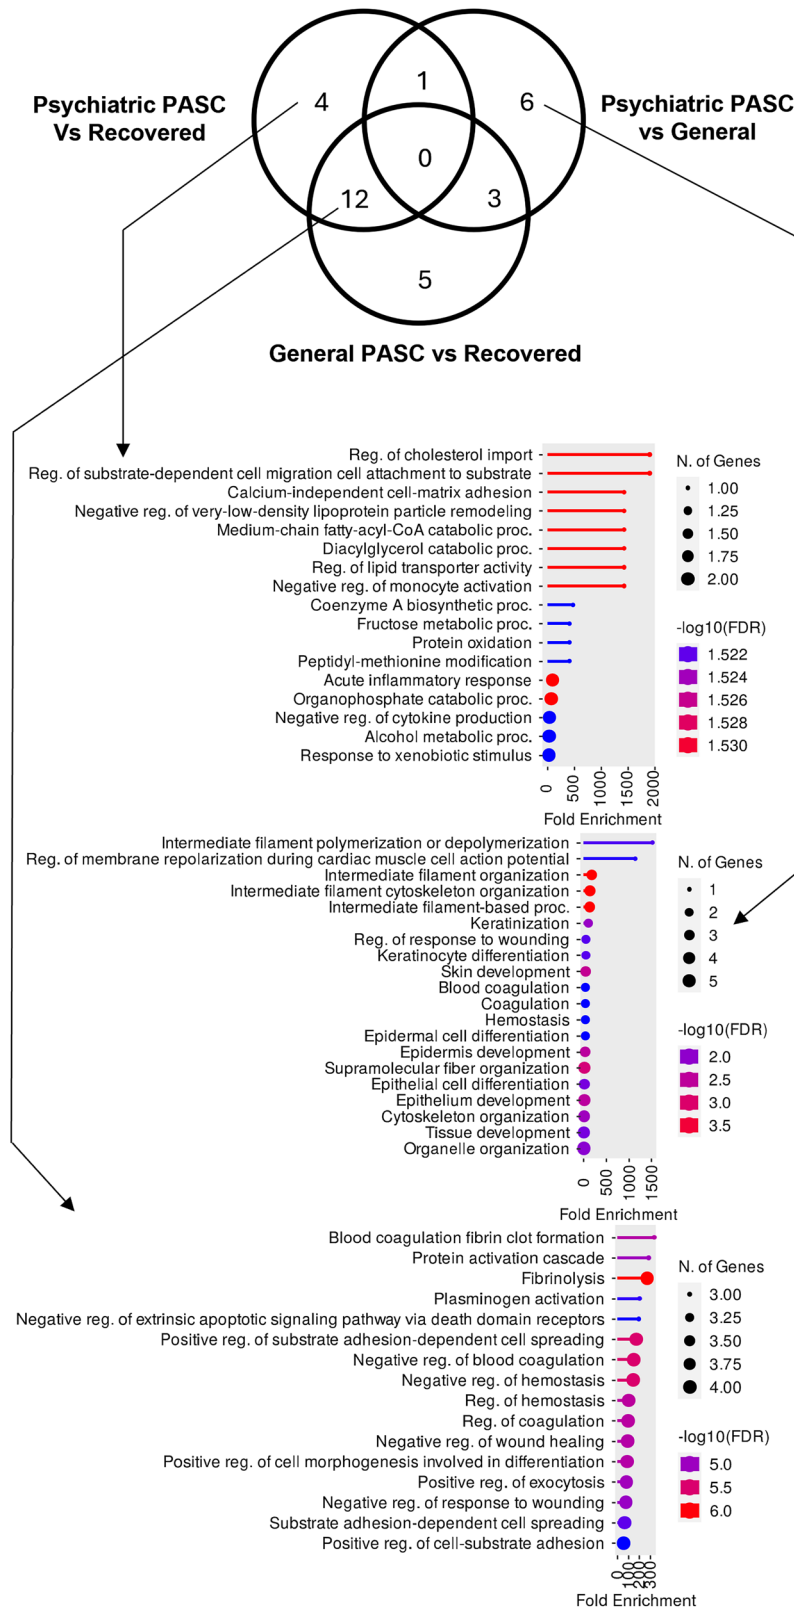 Psychiatric PASC
Vs Recovered
4
1
6
Psychiatric PASC
vs General
0
12
3
5
General PASC vs Recovered
Reg. of cholesterol import
Reg. of substrate-dependent cell migration cell attachment to substrate
Calcium-independent cell-matrix adhesion
Negative reg. of very-low-density lipoprotein particle remodeling
Medium-chain fatty-acyl-CoA catabolic proc.
Diacylglycerol catabolic proc.
Reg. of lipid transporter activity
Negative reg. of monocyte activation
Coenzyme A biosynthetic proc.
Fructose metabolic proc.
Protein oxidation
Peptidyl-methionine modification
Acute inflammatory response
Organophosphate catabolic proc.
Negative reg. of cytokine production
Alcohol metabolic proc.
Response to xenobiotic stimulus
0
500
1000
1500
2000
Fold Enrichment
N. of Genes
1.00
1.25
1.50
1.75
2.00
-log10(FDR)
1.522
1.524
1.526
1.528
1.530
Intermediate filament polymerization or depolymerization
Reg. of membrane repolarization during cardiac muscle cell action potential
Intermediate filament organization
Intermediate filament cytoskeleton organization
Intermediate filament-based proc.
Keratinization
Reg. of response to wounding
Keratinocyte differentiation
Skin development
Blood coagulation
Coagulation
Hemostasis
Epidermal cell differentiation
Epidermis development
Supramolecular fiber organization
Epithelial cell differentiation
Epithelium development
Cytoskeleton organization
Tissue development
Organelle organization
0
500
1000
1500
Fold Enrichment
N. of Genes
1
2
3
4
5
-log10(FDR)
2.0
2.5
3.0
3.5
Blood coagulation fibrin clot formation
Protein activation cascade
Fibrinolysis
Plasminogen activation
Negative reg. of extrinsic apoptotic signaling pathway via death domain receptors
Positive reg. of substrate adhesion-dependent cell spreading
Negative reg. of blood coagulation
Negative reg. of hemostasis
Reg. of hemostasis
Reg. of coagulation
Negative reg. of wound healing
Positive reg. of cell morphogenesis involved in differentiation
Positive reg. of exocytosis
Negative reg. of response to wounding
Substrate adhesion-dependent cell spreading
Positive reg. of cell-substrate adhesion
0
100
200
300
Fold Enrichment
N. of Genes
3.00
3.25
3.50
3.75
4.00
-log10(FDR)
5.0
5.5
6.0